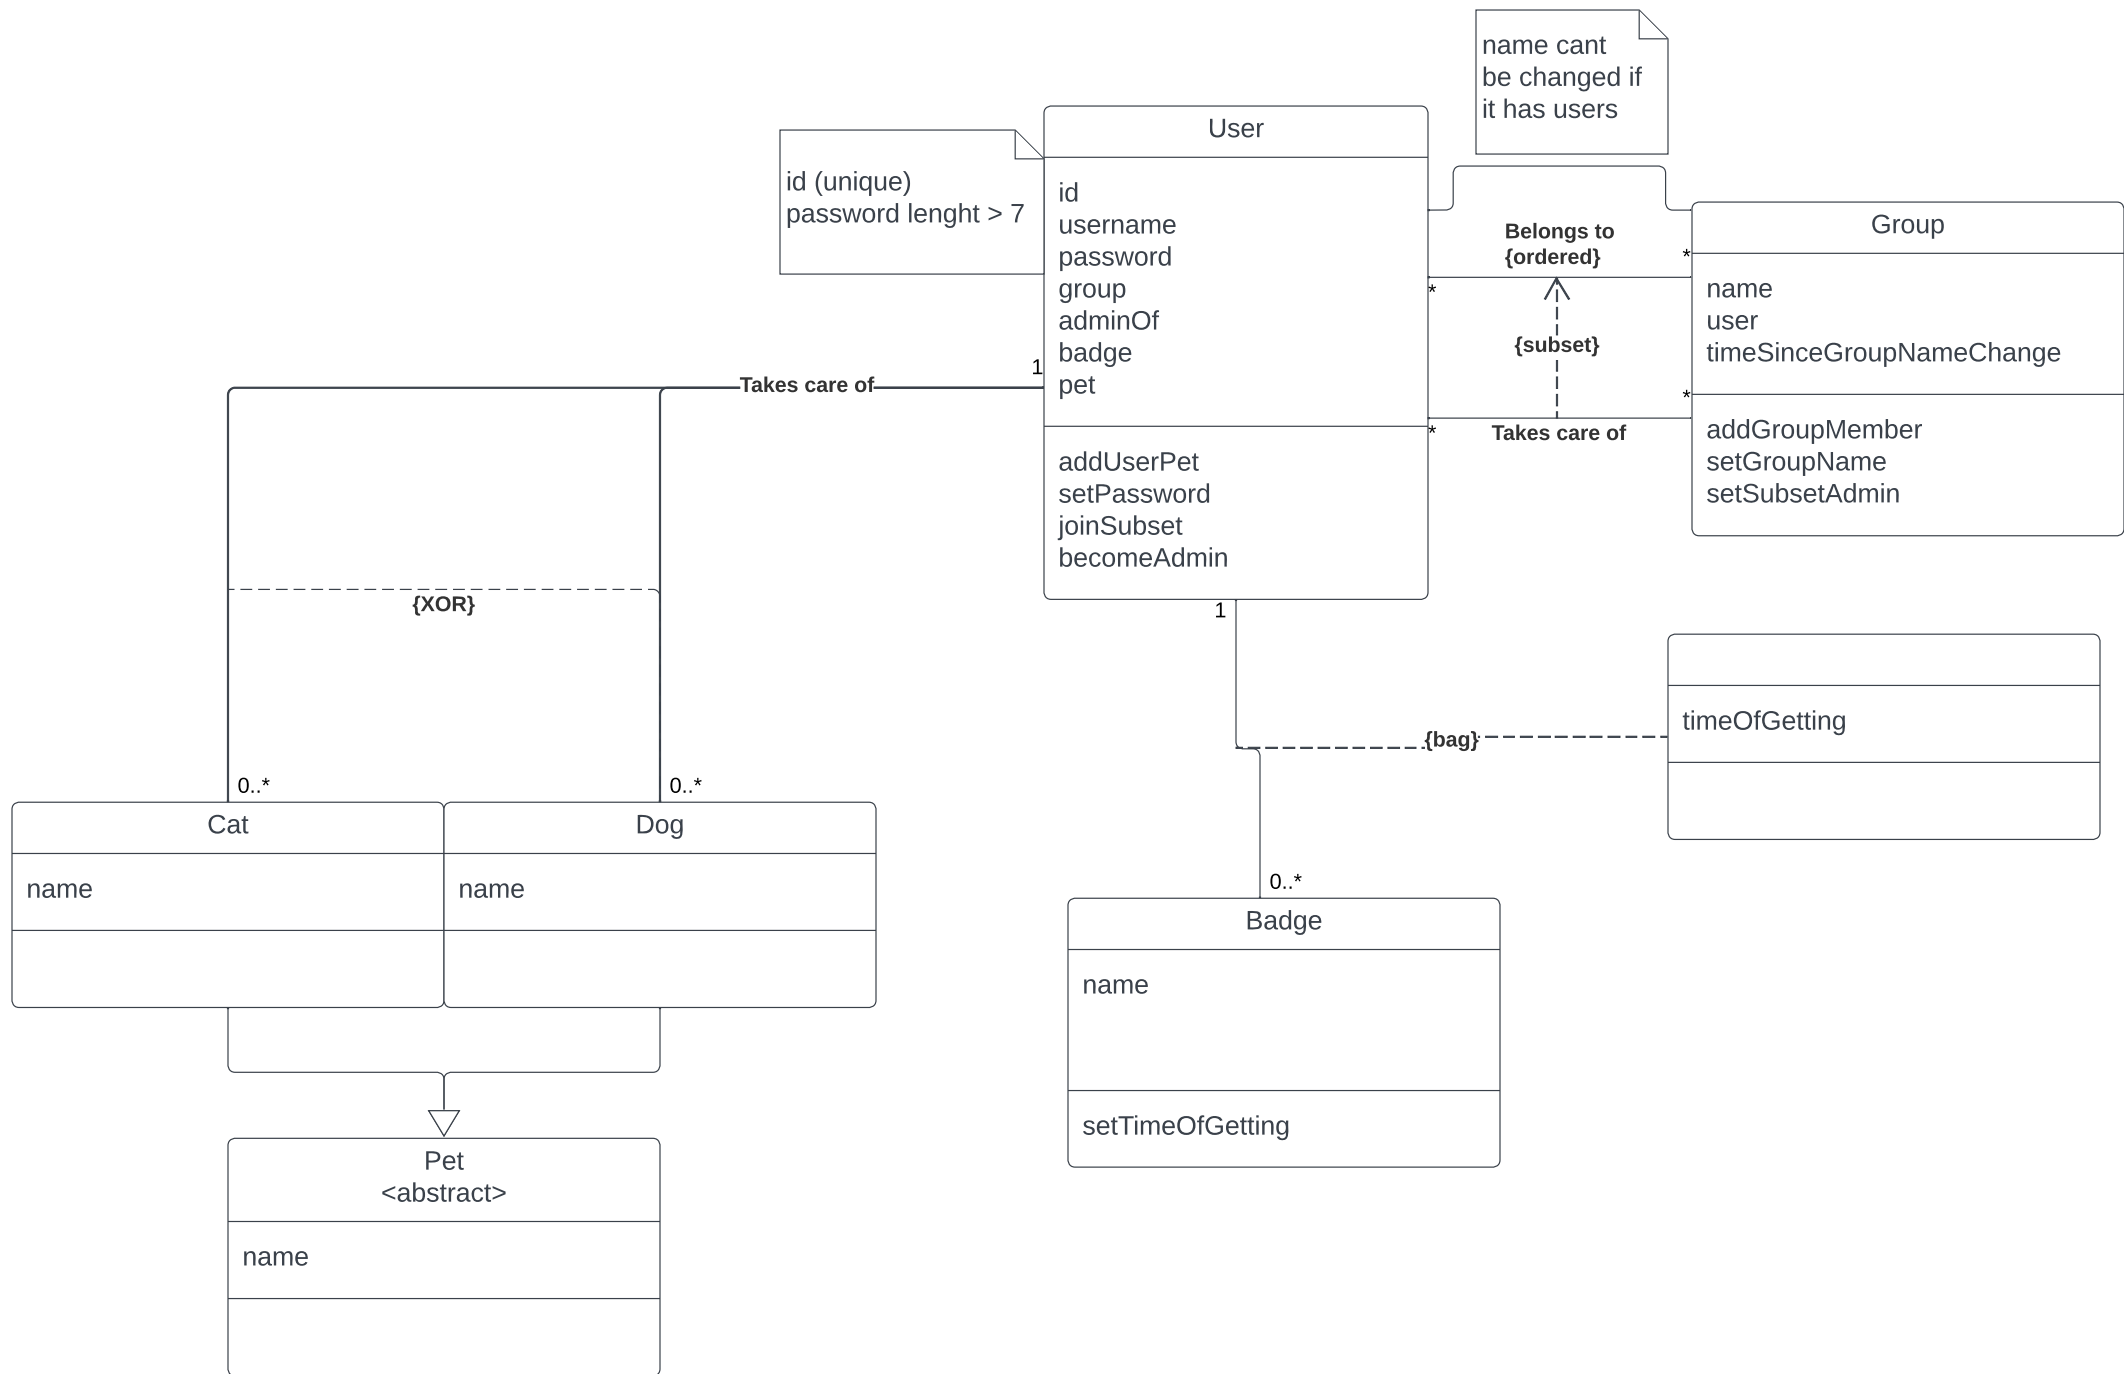 name cant
be changed if
it has users
id (unique)
password lenght > 7
User
id
username
password
group
adminOf
badge
pet
addUserPet
setPassword
joinSubset
becomeAdmin
Belongs to
{ordered}
*
*
{subset}
*
*
Takes care of
Group
name
user
timeSinceGroupNameChange
addGroupMember
setGroupName
setSubsetAdmin
1
Takes care of
{XOR}
0..*
0..*
Cat
name
Dog
name
Pet
<abstract>
name
1
{bag}
timeOfGetting
0..*
Badge
name
setTimeOfGetting